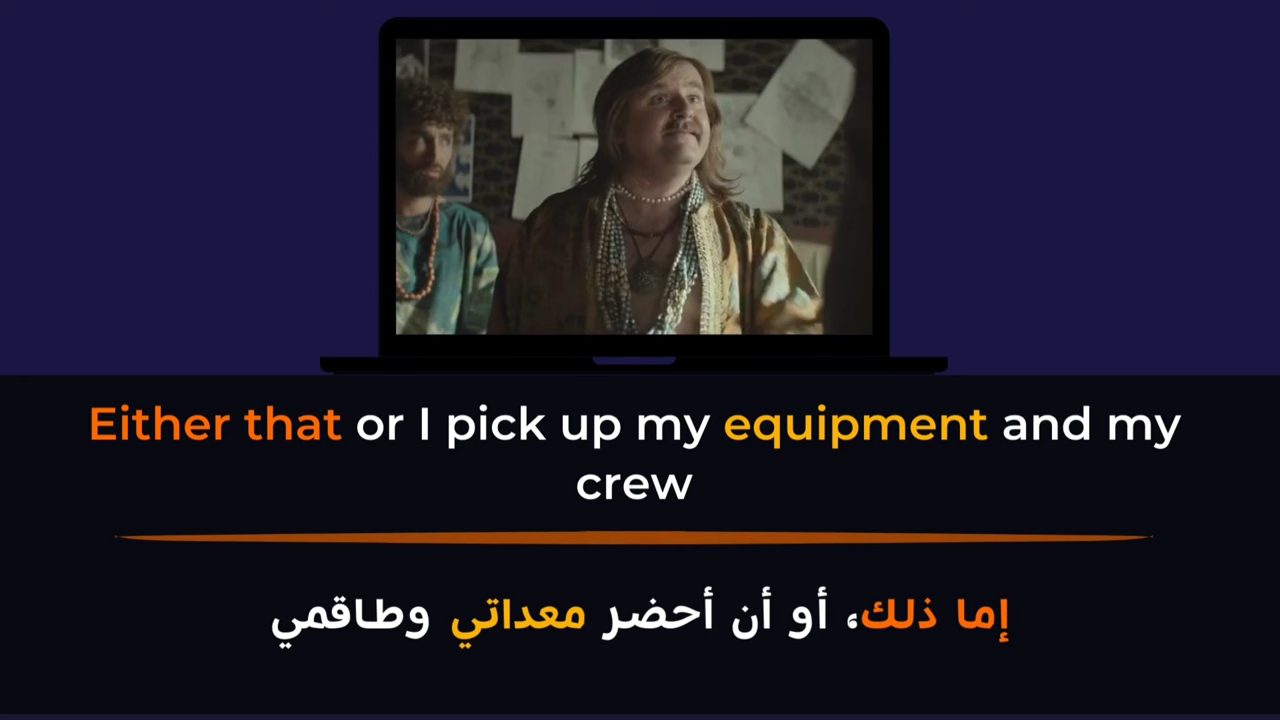 Either that or I pick up my equipment and my
crew
إما ذلك، أو أن أحضر معداتي وطاقمي